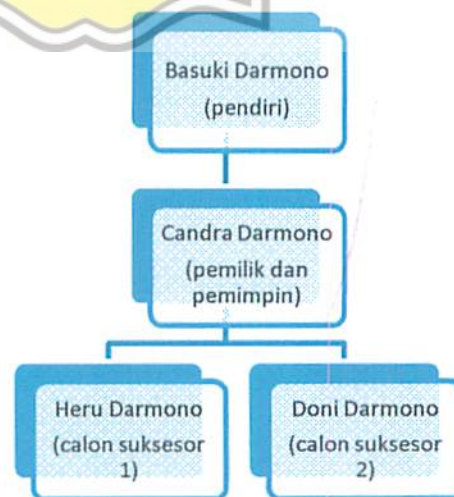 Basuki Darmono
(pendiri)
Candra Darmono
(pemilik dan
pemimpin)
Heru Darmono
(calon suksesor
1)
Doni Darmono
(calon suksesor
2)